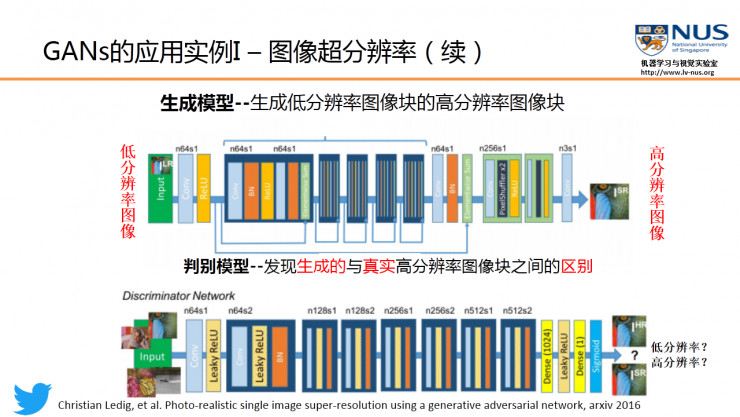 GANs的应用实例I – 图像超分辨率（续）
NUS
National University
of Singapore
机器学习与视觉实验室
http://www.lv-nus.org
生成模型--生成低分辨率图像块的高分辨率图像块
低分辨率图像
n64s1 n64s1 n64s1 n64s1 n256s1 n3s1
Input
I LR
Conv
ReLU
Conv
BN
ReLU
Conv
BN
Elementwise Sum
Conv
BN
Elementwise Sum
Conv
PixelShuffler x2
ReLU
Conv
I SR
高分辨率图像
判别模型--发现生成的与真实高分辨率图像块之间的区别
Discriminator Network
n64s1 n64s2 n128s1 n128s2 n256s1 n256s2 n512s1 n512s2
Input
Conv
Leaky ReLU
Conv
Leaky ReLU
BN
Dense (1024)
Leaky ReLU
Dense (1)
Sigmoid
I HR
?
I SR
低分辨率？
高分辨率？
Christian Ledig, et al. Photo-realistic single image super-resolution using a generative adversarial network, arxiv 2016